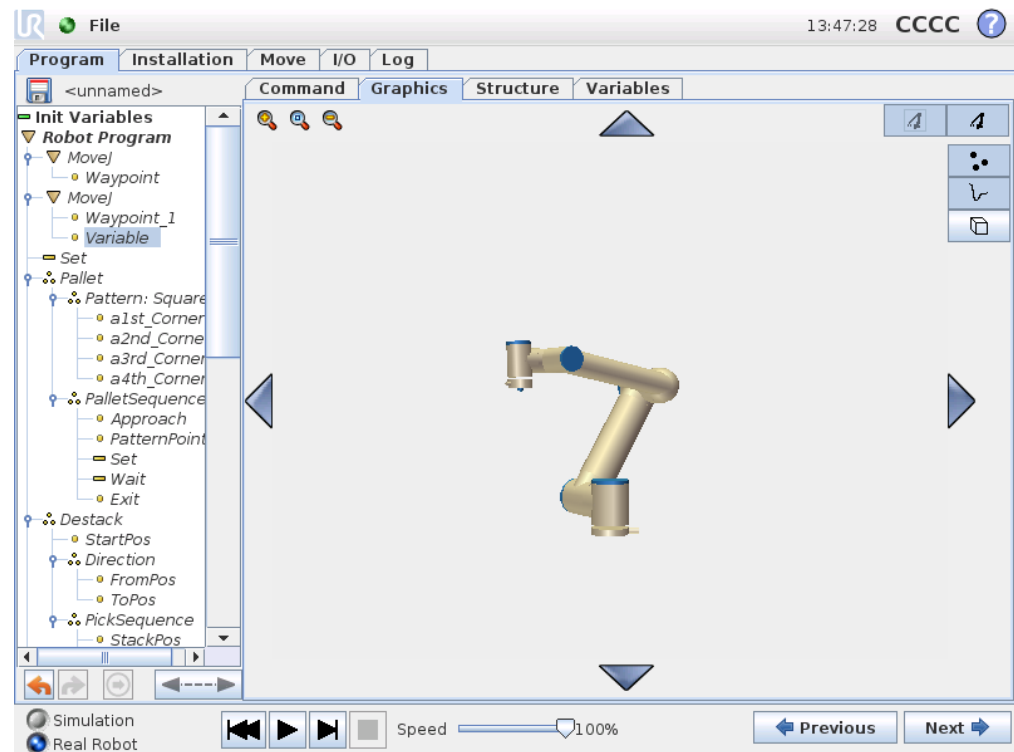 UR File 13:47:28 CCCC ?
Program Installation Move I/O Log
<unnamed> Command Graphics Structure Variables
Init Variables
Robot Program
MoveJ
Waypoint
MoveJ
Waypoint_1
Variable
Set
Pallet
Pattern: Square
a1st_Corner
a2nd_Corne
a3rd_Corner
a4th_Corner
PalletSequence
Approach
PatternPoint
Set
Wait
Exit
Destack
StartPos
Direction
FromPos
ToPos
PickSequence
StackPos
Simulation
Real Robot
Speed 100%
Previous Next